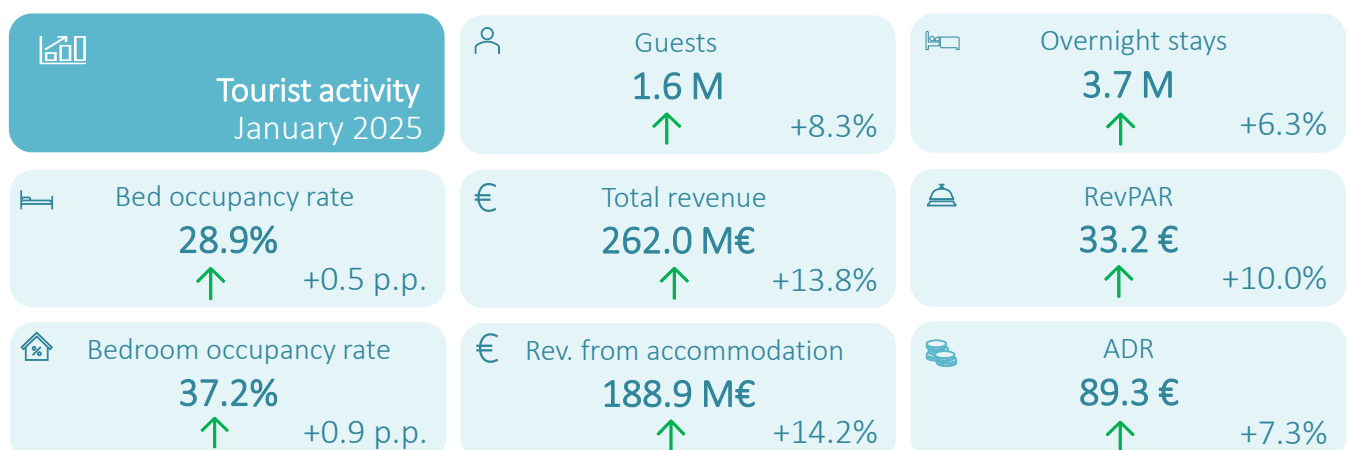 Tourist activity
January 2025
Guests
1.6 M
+8.3%
Overnight stays
3.7 M
+6.3%
Bed occupancy rate
28.9%
+0.5 p.p.
€
Total revenue
262.0 M€
+13.8%
RevPAR
33.2 €
+10.0%
%
Bedroom occupancy rate
37.2%
+0.9 p.p.
€
Rev. from accommodation
188.9 M€
+14.2%
ADR
89.3 €
+7.3%